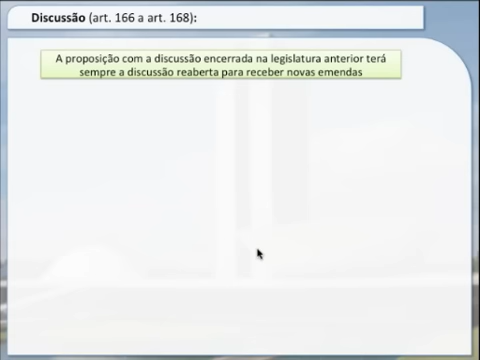 Discussão (art. 166 a art. 168):
A proposição com a discussão encerrada na legislatura anterior terá
sempre a discussão reaberta para receber novas emendas